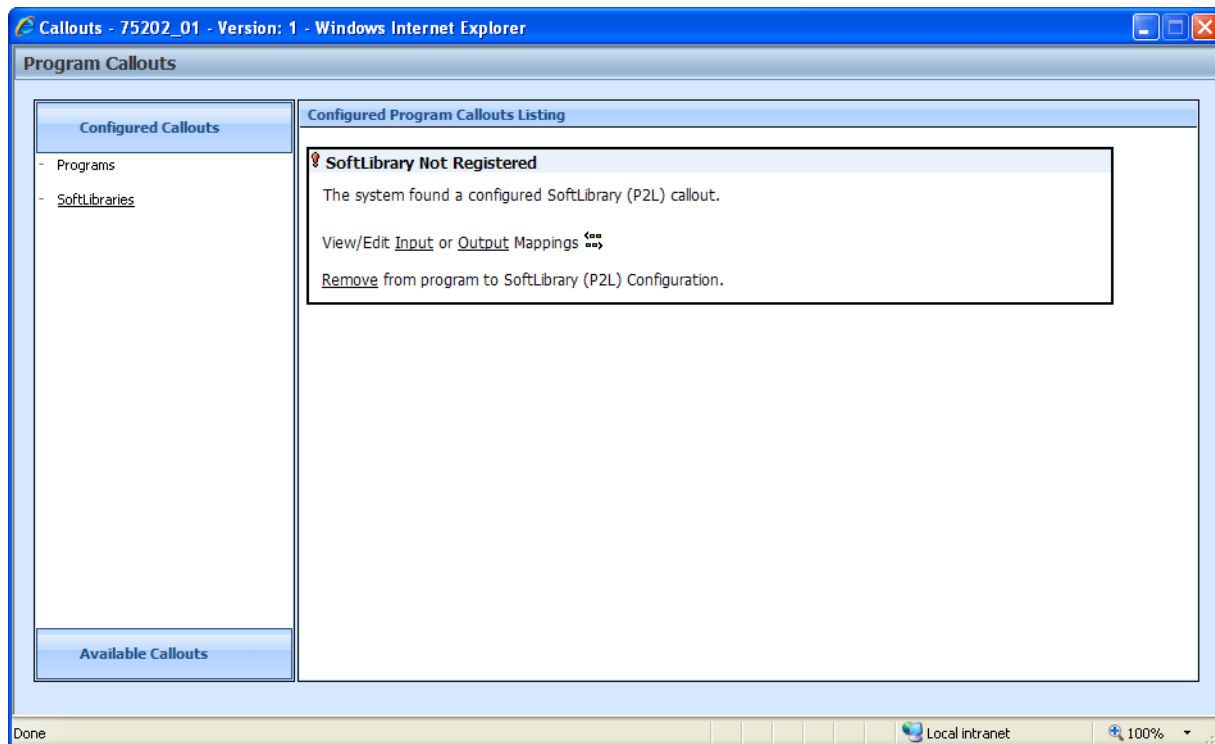 Callouts - 75202_01 - Version: 1 - Windows Internet Explorer
Program Callouts
Configured Callouts
- Programs
- SoftLibraries
Available Callouts
Configured Program Callouts Listing
SoftLibrary Not Registered
The system found a configured SoftLibrary (P2L) callout.
View/Edit Input or Output Mappings
Remove from program to SoftLibrary (P2L) Configuration.
Done
Local intranet
100%